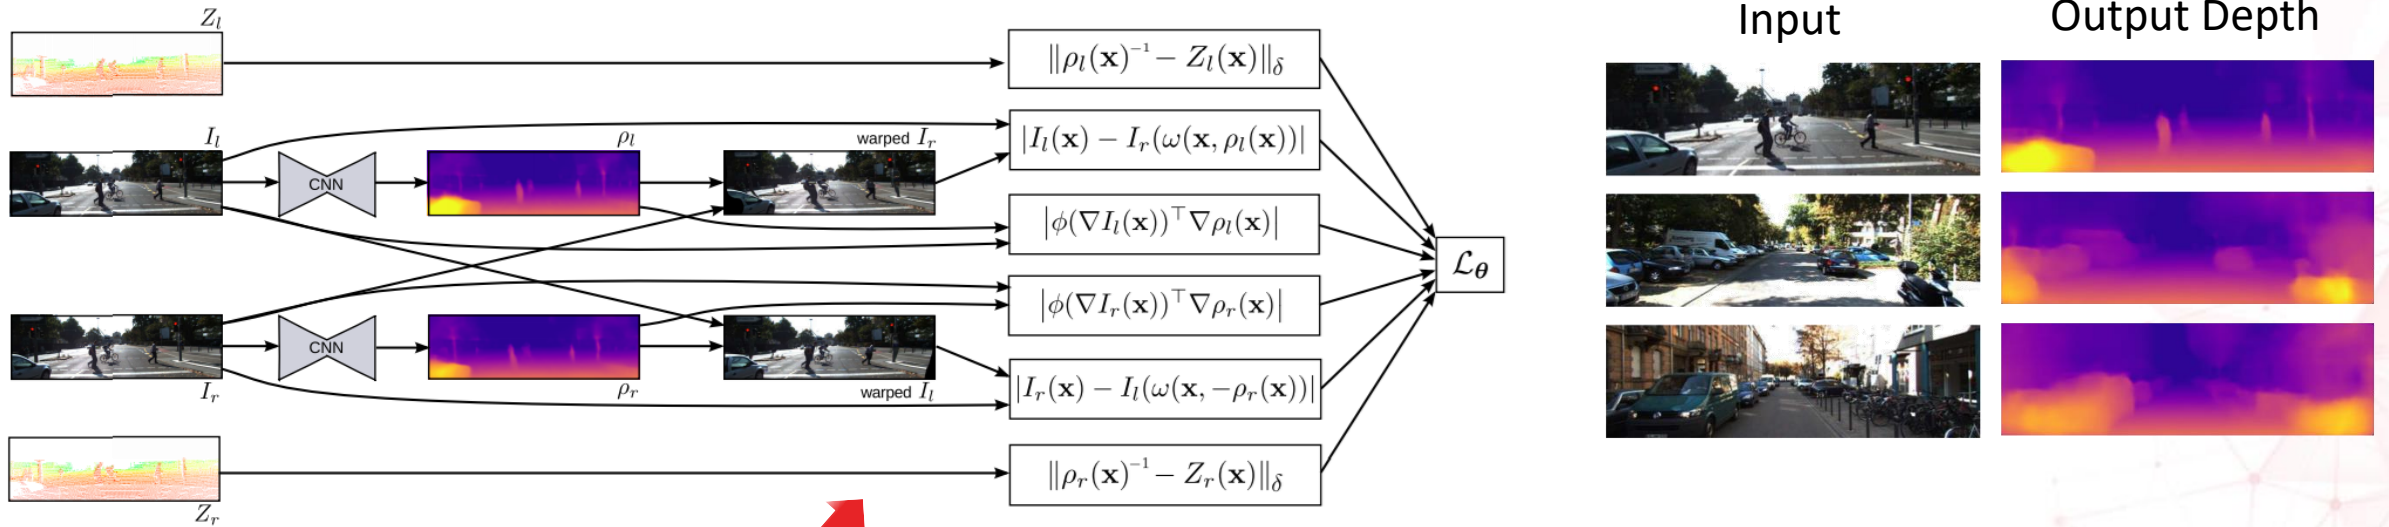 Z_l
‖ρ_l(x)⁻¹ − Z_l(x)‖_δ
I_l
CNN
ρ_l
warped I_r
|I_l(x) − I_r(ω(x, ρ_l(x))|
|ϕ(∇I_l(x))^⊤ ∇ρ_l(x)|
ℒ_θ
|ϕ(∇I_r(x))^⊤ ∇ρ_r(x)|
CNN
I_r
ρ_r
warped I_l
|I_r(x) − I_l(ω(x, −ρ_r(x))|
‖ρ_r(x)⁻¹ − Z_r(x)‖_δ
Z_r
Input
Output Depth